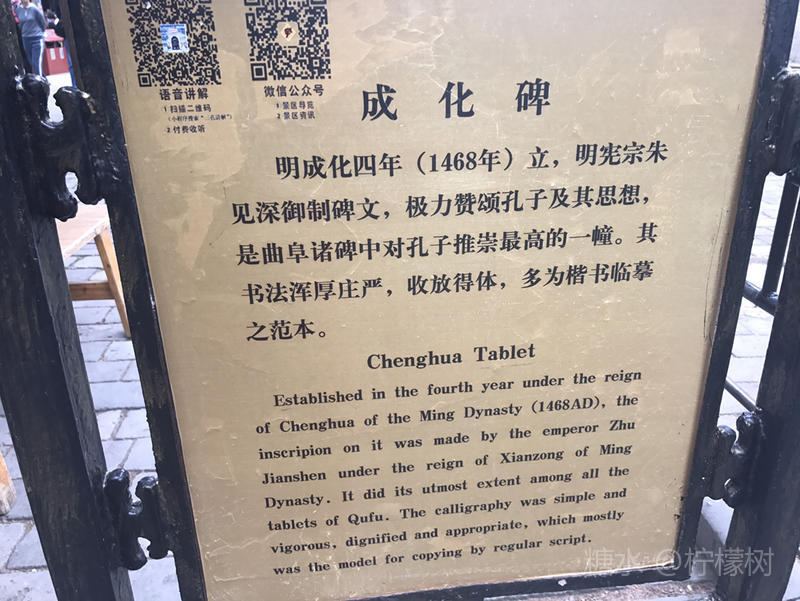 语音讲解
1 扫描二维码
(小程序搜索“三孔讲解”)
2 付费收听
微信公众号
1 景区导览
2 景区资讯
成化碑
明成化四年（1468年）立，明宪宗朱
见深御制碑文，极力赞颂孔子及其思想，
是曲阜诸碑中对孔子推崇最高的一幢。其
书法浑厚庄严，收放得体，多为楷书临摹
之范本。
Chenghua Tablet
Established in the fourth year under the reign
of Chenghua of the Ming Dynasty (1468AD), the
inscripion on it was made by the emperor Zhu
Jianshen under the reign of Xianzong of Ming
Dynasty. It did its utmost extent among all the
tablets of Qufu. The calligraphy was simple and
vigorous, dignified and appropriate, which mostly
was the model for copying by regular script.
糖水 @柠檬树